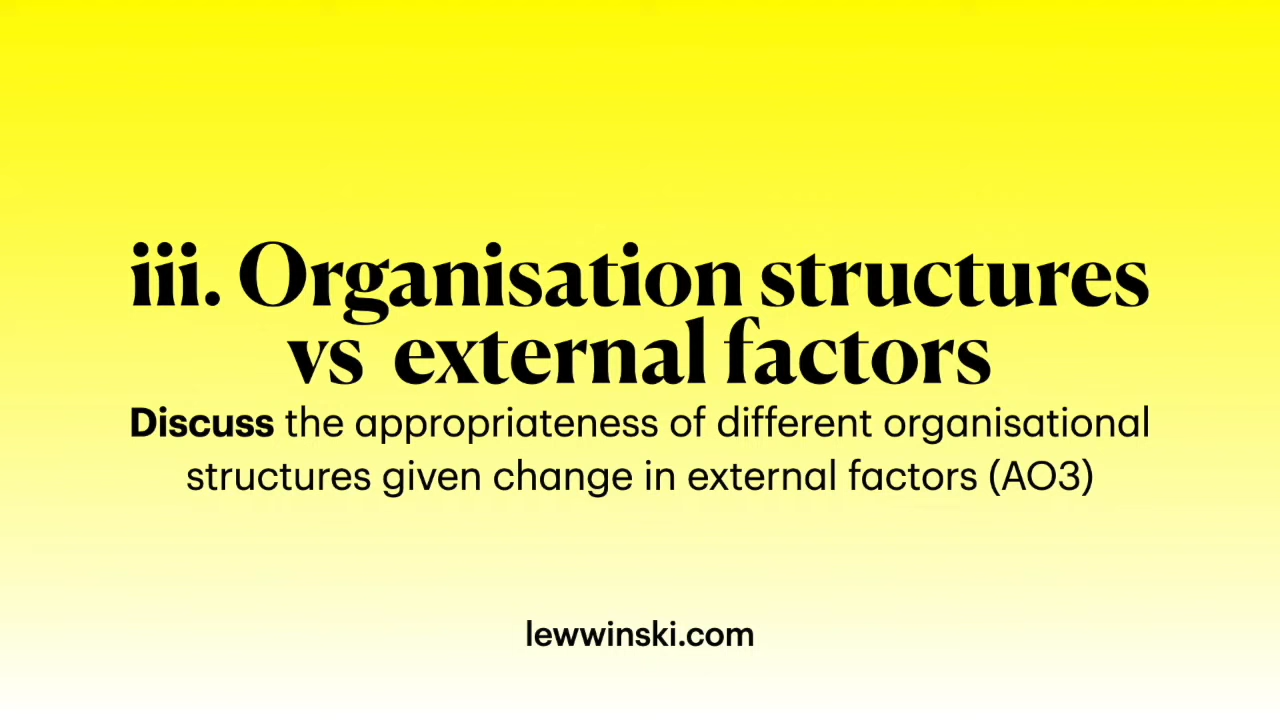 iii. Organisation structures
vs external factors
Discuss the appropriateness of different organisational
structures given change in external factors (AO3)
lewwinski.com